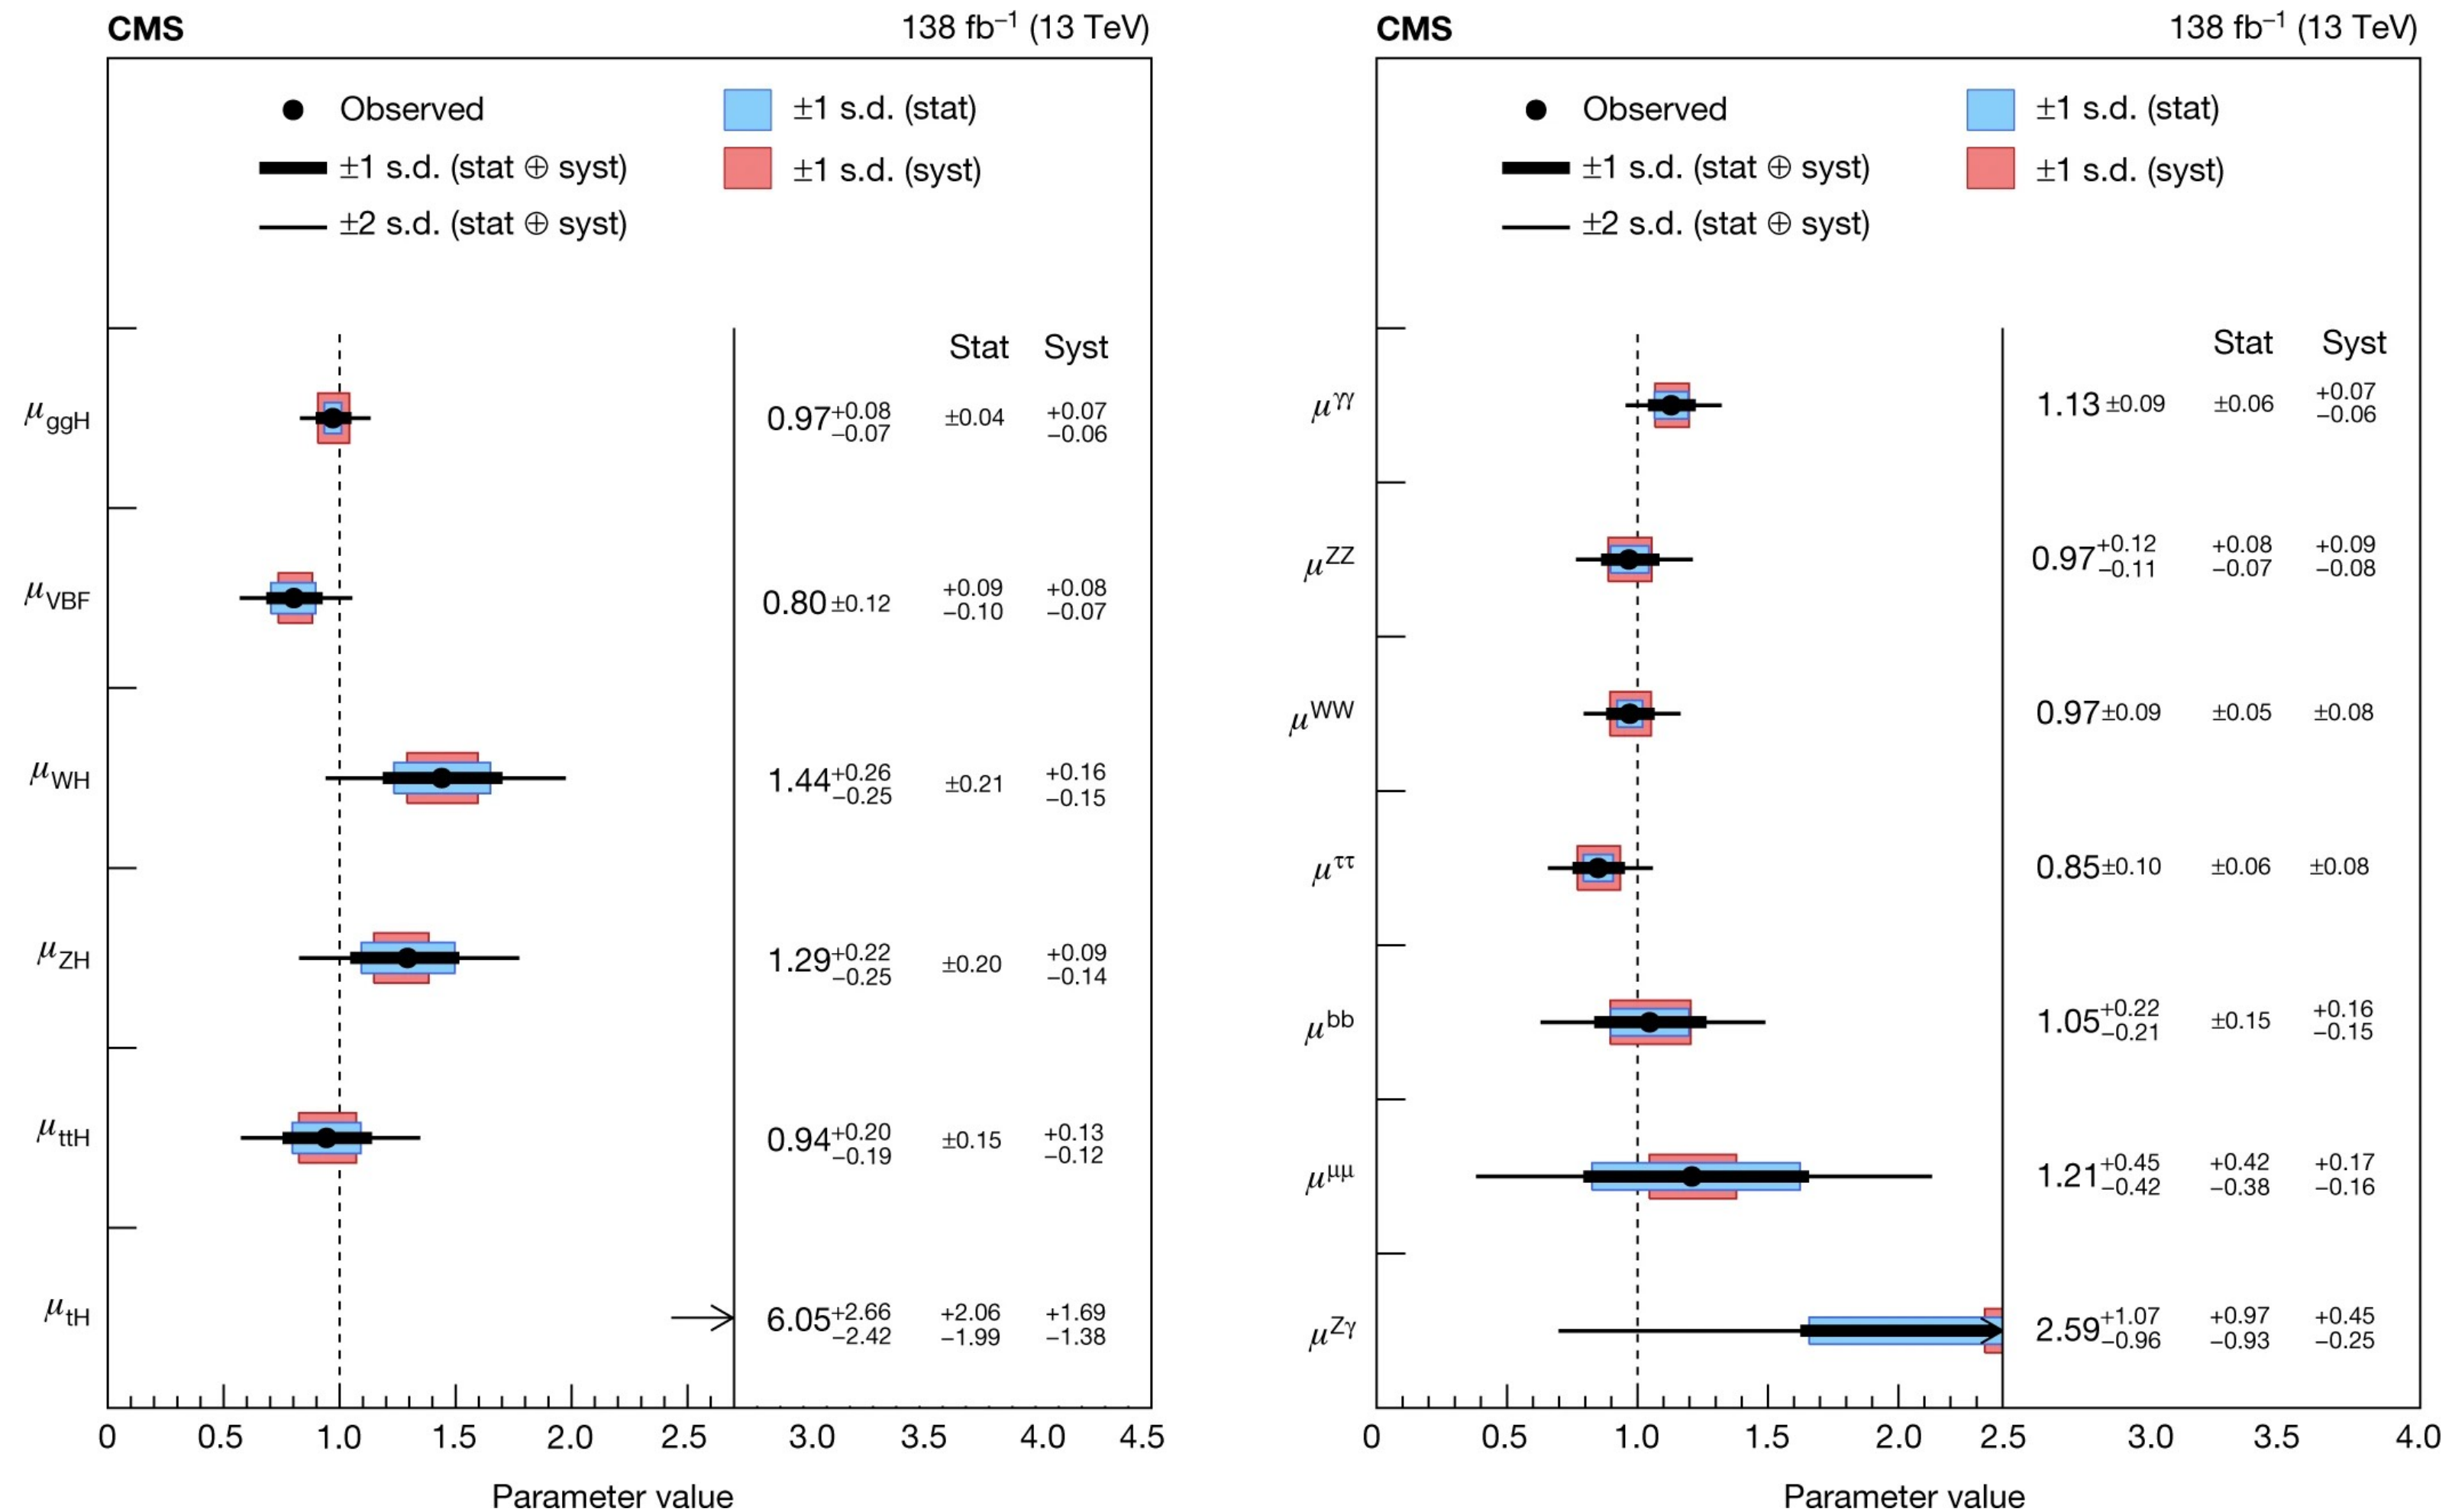 CMS 138 fb⁻¹ (13 TeV)
Observed ±1 s.d. (stat)
±1 s.d. (stat ⊕ syst) ±1 s.d. (syst)
±2 s.d. (stat ⊕ syst)
Stat Syst
μggH 0.97 +0.08 −0.07 ±0.04 +0.07 −0.06
μVBF 0.80 ±0.12 +0.09 −0.10 +0.08 −0.07
μWH 1.44 +0.26 −0.25 ±0.21 +0.16 −0.15
μZH 1.29 +0.22 −0.25 ±0.20 +0.09 −0.14
μttH 0.94 +0.20 −0.19 ±0.15 +0.13 −0.12
μtH 6.05 +2.66 −2.42 +2.06 −1.99 +1.69 −1.38
0 0.5 1.0 1.5 2.0 2.5 3.0 3.5 4.0 4.5
Parameter value
CMS 138 fb⁻¹ (13 TeV)
Observed ±1 s.d. (stat)
±1 s.d. (stat ⊕ syst) ±1 s.d. (syst)
±2 s.d. (stat ⊕ syst)
Stat Syst
μγγ 1.13 ±0.09 ±0.06 +0.07 −0.06
μZZ 0.97 +0.12 −0.11 +0.08 −0.07 +0.09 −0.08
μWW 0.97 ±0.09 ±0.05 ±0.08
μττ 0.85 ±0.10 ±0.06 ±0.08
μbb 1.05 +0.22 −0.21 ±0.15 +0.16 −0.15
μμμ 1.21 +0.45 −0.42 +0.42 −0.38 +0.17 −0.16
μZγ 2.59 +1.07 −0.96 +0.97 −0.93 +0.45 −0.25
0 0.5 1.0 1.5 2.0 2.5 3.0 3.5 4.0
Parameter value